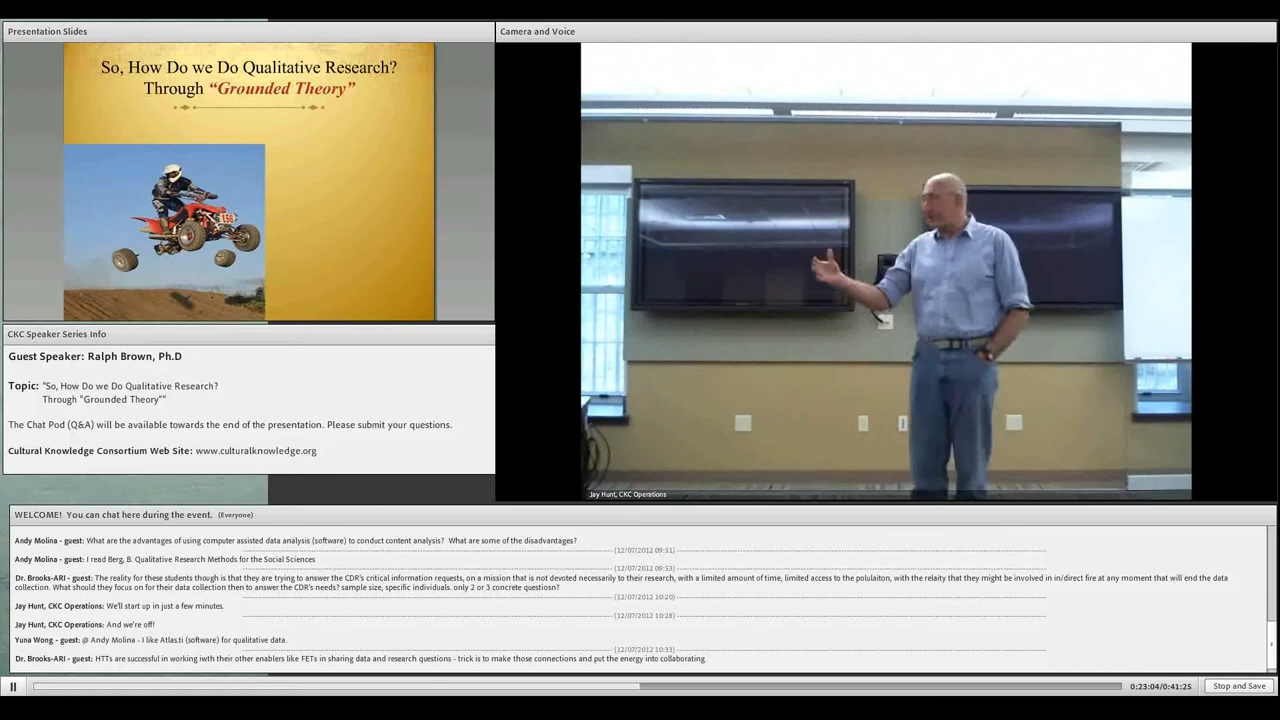 Presentation Slides
So, How Do we Do Qualitative Research?
Through “Grounded Theory”
156
CKC Speaker Series Info
Guest Speaker: Ralph Brown, Ph.D
Topic: "So, How Do we Do Qualitative Research?
Through "Grounded Theory""
The Chat Pod (Q&A) will be available towards the end of the presentation. Please submit your questions.
Cultural Knowledge Consortium Web Site: www.culturalknowledge.org
Camera and Voice
Jay Hunt, CKC Operations
WELCOME! You can chat here during the event. (Everyone)
Andy Molina - guest: What are the advantages of using computer assisted data analysis (software) to conduct content analysis? What are some of the disadvantages?
(12/07/2012 09:51)
Andy Molina - guest: I read Berg, B. Qualitative Research Methods for the Social Sciences
(12/07/2012 09:53)
Dr. Brooks-ARI - guest: The reality for these students though is that they are trying to answer the CDR's critical information requests, on a mission that is not devoted necessarily to their research, with a limited amount of time, limited access to the polulaiton, with the relaity that they might be involved in in/direct fire at any moment that will end the data
collection. What should they focus on for their data collection then to answer the CDR's needs? sample size, specific individuals. only 2 or 3 concrete questiosn?
(12/07/2012 10:20)
Jay Hunt, CKC Operations: We'll start up in just a few minutes.
(12/07/2012 10:28)
Jay Hunt, CKC Operations: And we're off!
Yuna Wong - guest: @ Andy Molina - I like Atlas.ti (software) for qualitative data.
(12/07/2012 10:33)
Dr. Brooks-ARI - guest: HTTs are successful in working iwth their other enablers like FETs in sharing data and research questions - trick is to make those connections and put the energy into collaborating
0:23:04/0:41:25
Stop and Save